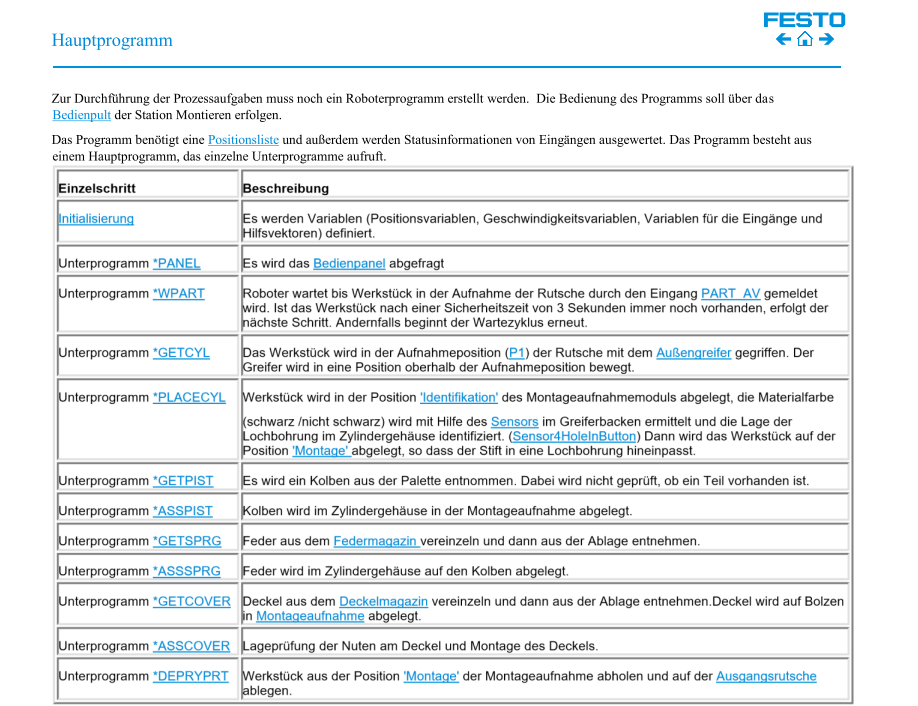 FESTO
Hauptprogramm
Zur Durchführung der Prozessaufgaben muss noch ein Roboterprogramm erstellt werden. Die Bedienung des Programms soll über das
Bedienpult der Station Montieren erfolgen.
Das Programm benötigt eine Positionsliste und außerdem werden Statusinformationen von Eingängen ausgewertet. Das Programm besteht aus
einem Hauptprogramm, das einzelne Unterprogramme aufruft.
Einzelschritt Beschreibung
Initialisierung Es werden Variablen (Positionsvariablen, Geschwindigkeitsvariablen, Variablen für die Eingänge und
Hilfsvektoren) definiert.
Unterprogramm *PANEL Es wird das Bedienpanel abgefragt
Unterprogramm *WPART Roboter wartet bis Werkstück in der Aufnahme der Rutsche durch den Eingang PART_AV gemeldet
wird. Ist das Werkstück nach einer Sicherheitszeit von 3 Sekunden immer noch vorhanden, erfolgt der
nächste Schritt. Andernfalls beginnt der Wartezyklus erneut.
Unterprogramm *GETCYL Das Werkstück wird in der Aufnahmeposition (P1) der Rutsche mit dem Außengreifer gegriffen. Der
Greifer wird in eine Position oberhalb der Aufnahmeposition bewegt.
Unterprogramm *PLACECYL Werkstück wird in der Position 'Identifikation' des Montageaufnahmemoduls abgelegt, die Materialfarbe
(schwarz /nicht schwarz) wird mit Hilfe des Sensors im Greiferbacken ermittelt und die Lage der
Lochbohrung im Zylindergehäuse identifiziert. (Sensor4HoleInButton) Dann wird das Werkstück auf der
Position 'Montage' abgelegt, so dass der Stift in eine Lochbohrung hineinpasst.
Unterprogramm *GETPIST Es wird ein Kolben aus der Palette entnommen. Dabei wird nicht geprüft, ob ein Teil vorhanden ist.
Unterprogramm *ASSPIST Kolben wird im Zylindergehäuse in der Montageaufnahme abgelegt.
Unterprogramm *GETSPRG Feder aus dem Federmagazin vereinzeln und dann aus der Ablage entnehmen.
Unterprogramm *ASSSPRG Feder wird im Zylindergehäuse auf den Kolben abgelegt.
Unterprogramm *GETCOVER Deckel aus dem Deckelmagazin vereinzeln und dann aus der Ablage entnehmen.Deckel wird auf Bolzen
in Montageaufnahme abgelegt.
Unterprogramm *ASSCOVER Lageprüfung der Nuten am Deckel und Montage des Deckels.
Unterprogramm *DEPRYPRT Werkstück aus der Position 'Montage' der Montageaufnahme abholen und auf der Ausgangsrutsche
ablegen.